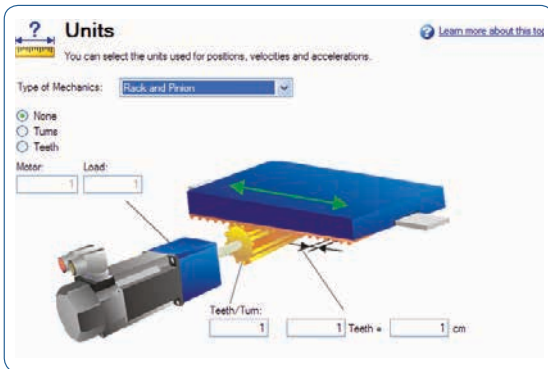 ?
Units
Learn more about this top
You can select the units used for positions, velocities and accelerations.
Type of Mechanics: Rack and Pinion
None
Turns
Teeth
Motor: Load:
1 1
Teeth/Turn:
1 1 Teeth = 1 cm